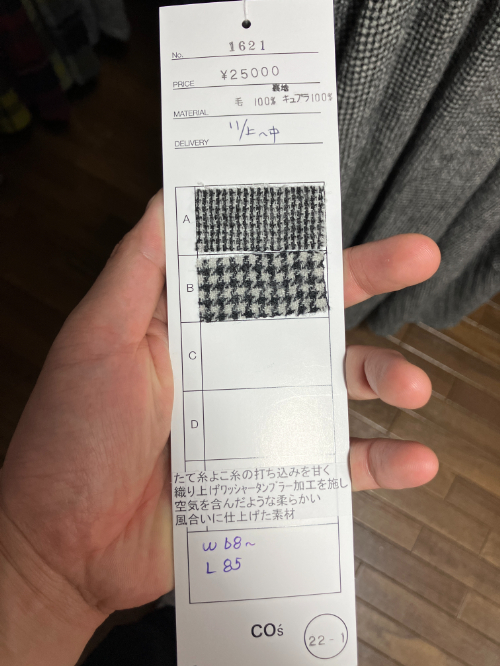 No. 1621
PRICE ¥25000
裏地
MATERIAL 毛 100% キュプラ100%
DELIVERY 11/上〜中
A
B
C
D
たて糸よこ糸の打ち込みを甘く
織り上げワッシャータンブラー加工を施し
空気を含んだような柔らかい
風合いに仕上げた素材
W 68〜
L 85
COś
22-1